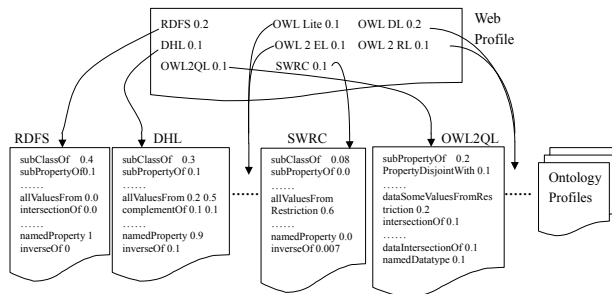 RDFS 0.2 OWL Lite 0.1 OWL DL 0.2
DHL 0.1 OWL 2 EL 0.1 OWL 2 RL 0.1
OWL2QL 0.1 SWRC 0.1
Web
Profile
RDFS
subClassOf 0.4
subPropertyOf0.1
......
allValuesFrom 0.0
intersectionOf 0.0
......
namedProperty 1
inverseOf 0
DHL
subClassOf 0.3
subPropertyOf 0.1
......
allValuesFrom 0.2 0.5
complementOf 0.1 0.1
......
namedProperty 0.9
inverseOf 0.1
......
SWRC
subClassOf 0.08
subPropertyOf 0.0
......
allValuesFrom
Restriction 0.6
......
namedProperty 0.0
inverseOf 0.007
OWL2QL
subPropertyOf 0.2
PropertyDisjointWith 0.1
......
dataSomeValuesFromRes
triction 0.2
intersectionOf 0.1
......
dataIntersectionOf 0.1
namedDatatype 0.1
......
Ontology
Profiles